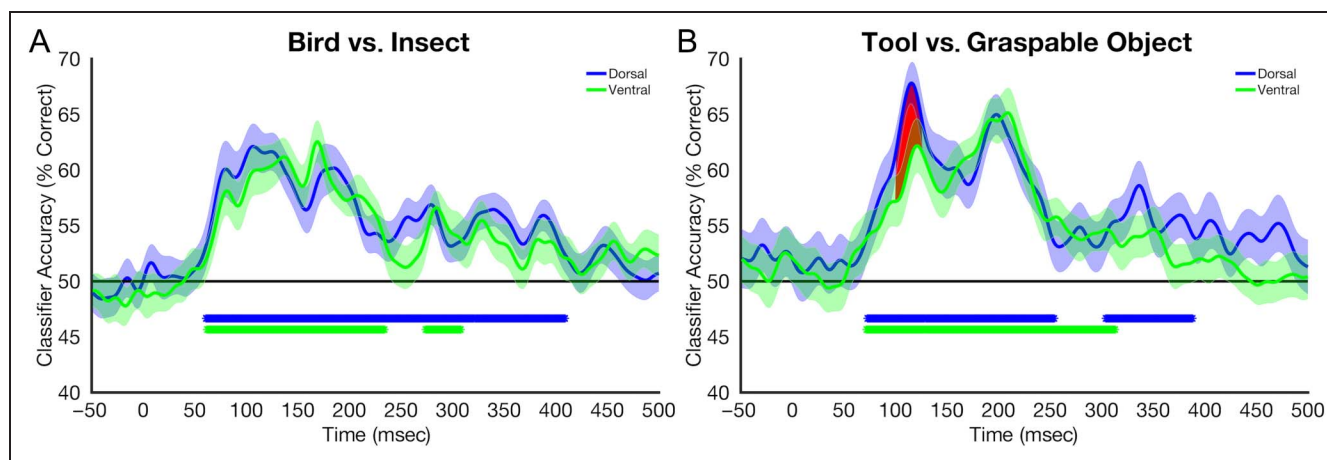 A
Bird vs. Insect
Classifier Accuracy (% Correct)
70
65
60
55
50
45
40
Dorsal
Ventral
−50 0 50 100 150 200 250 300 350 400 450 500
Time (msec)
B
Tool vs. Graspable Object
Classifier Accuracy (% Correct)
70
65
60
55
50
45
40
Dorsal
Ventral
−50 0 50 100 150 200 250 300 350 400 450 500
Time (msec)